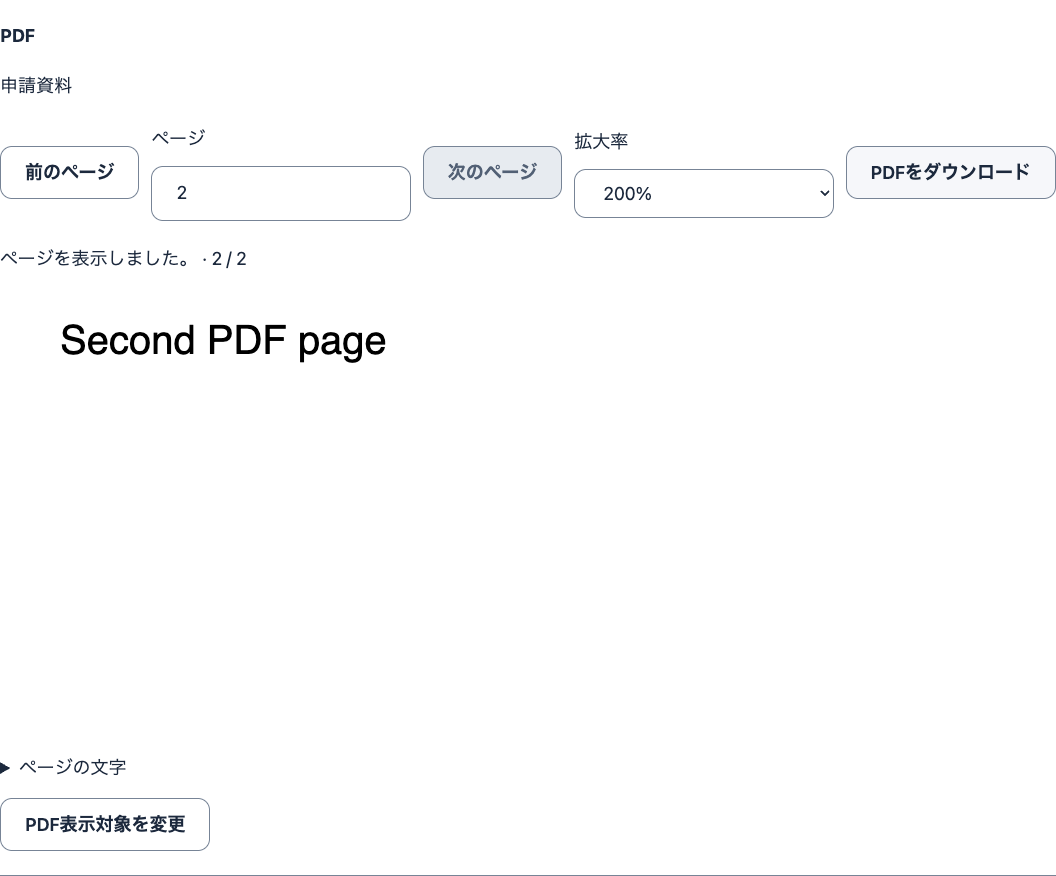 PDF
申請資料
前のページ
ページ
2
次のページ
拡大率
200%
PDFをダウンロード
ページを表示しました。 · 2 / 2
Second PDF page
ページの文字
PDF表示対象を変更